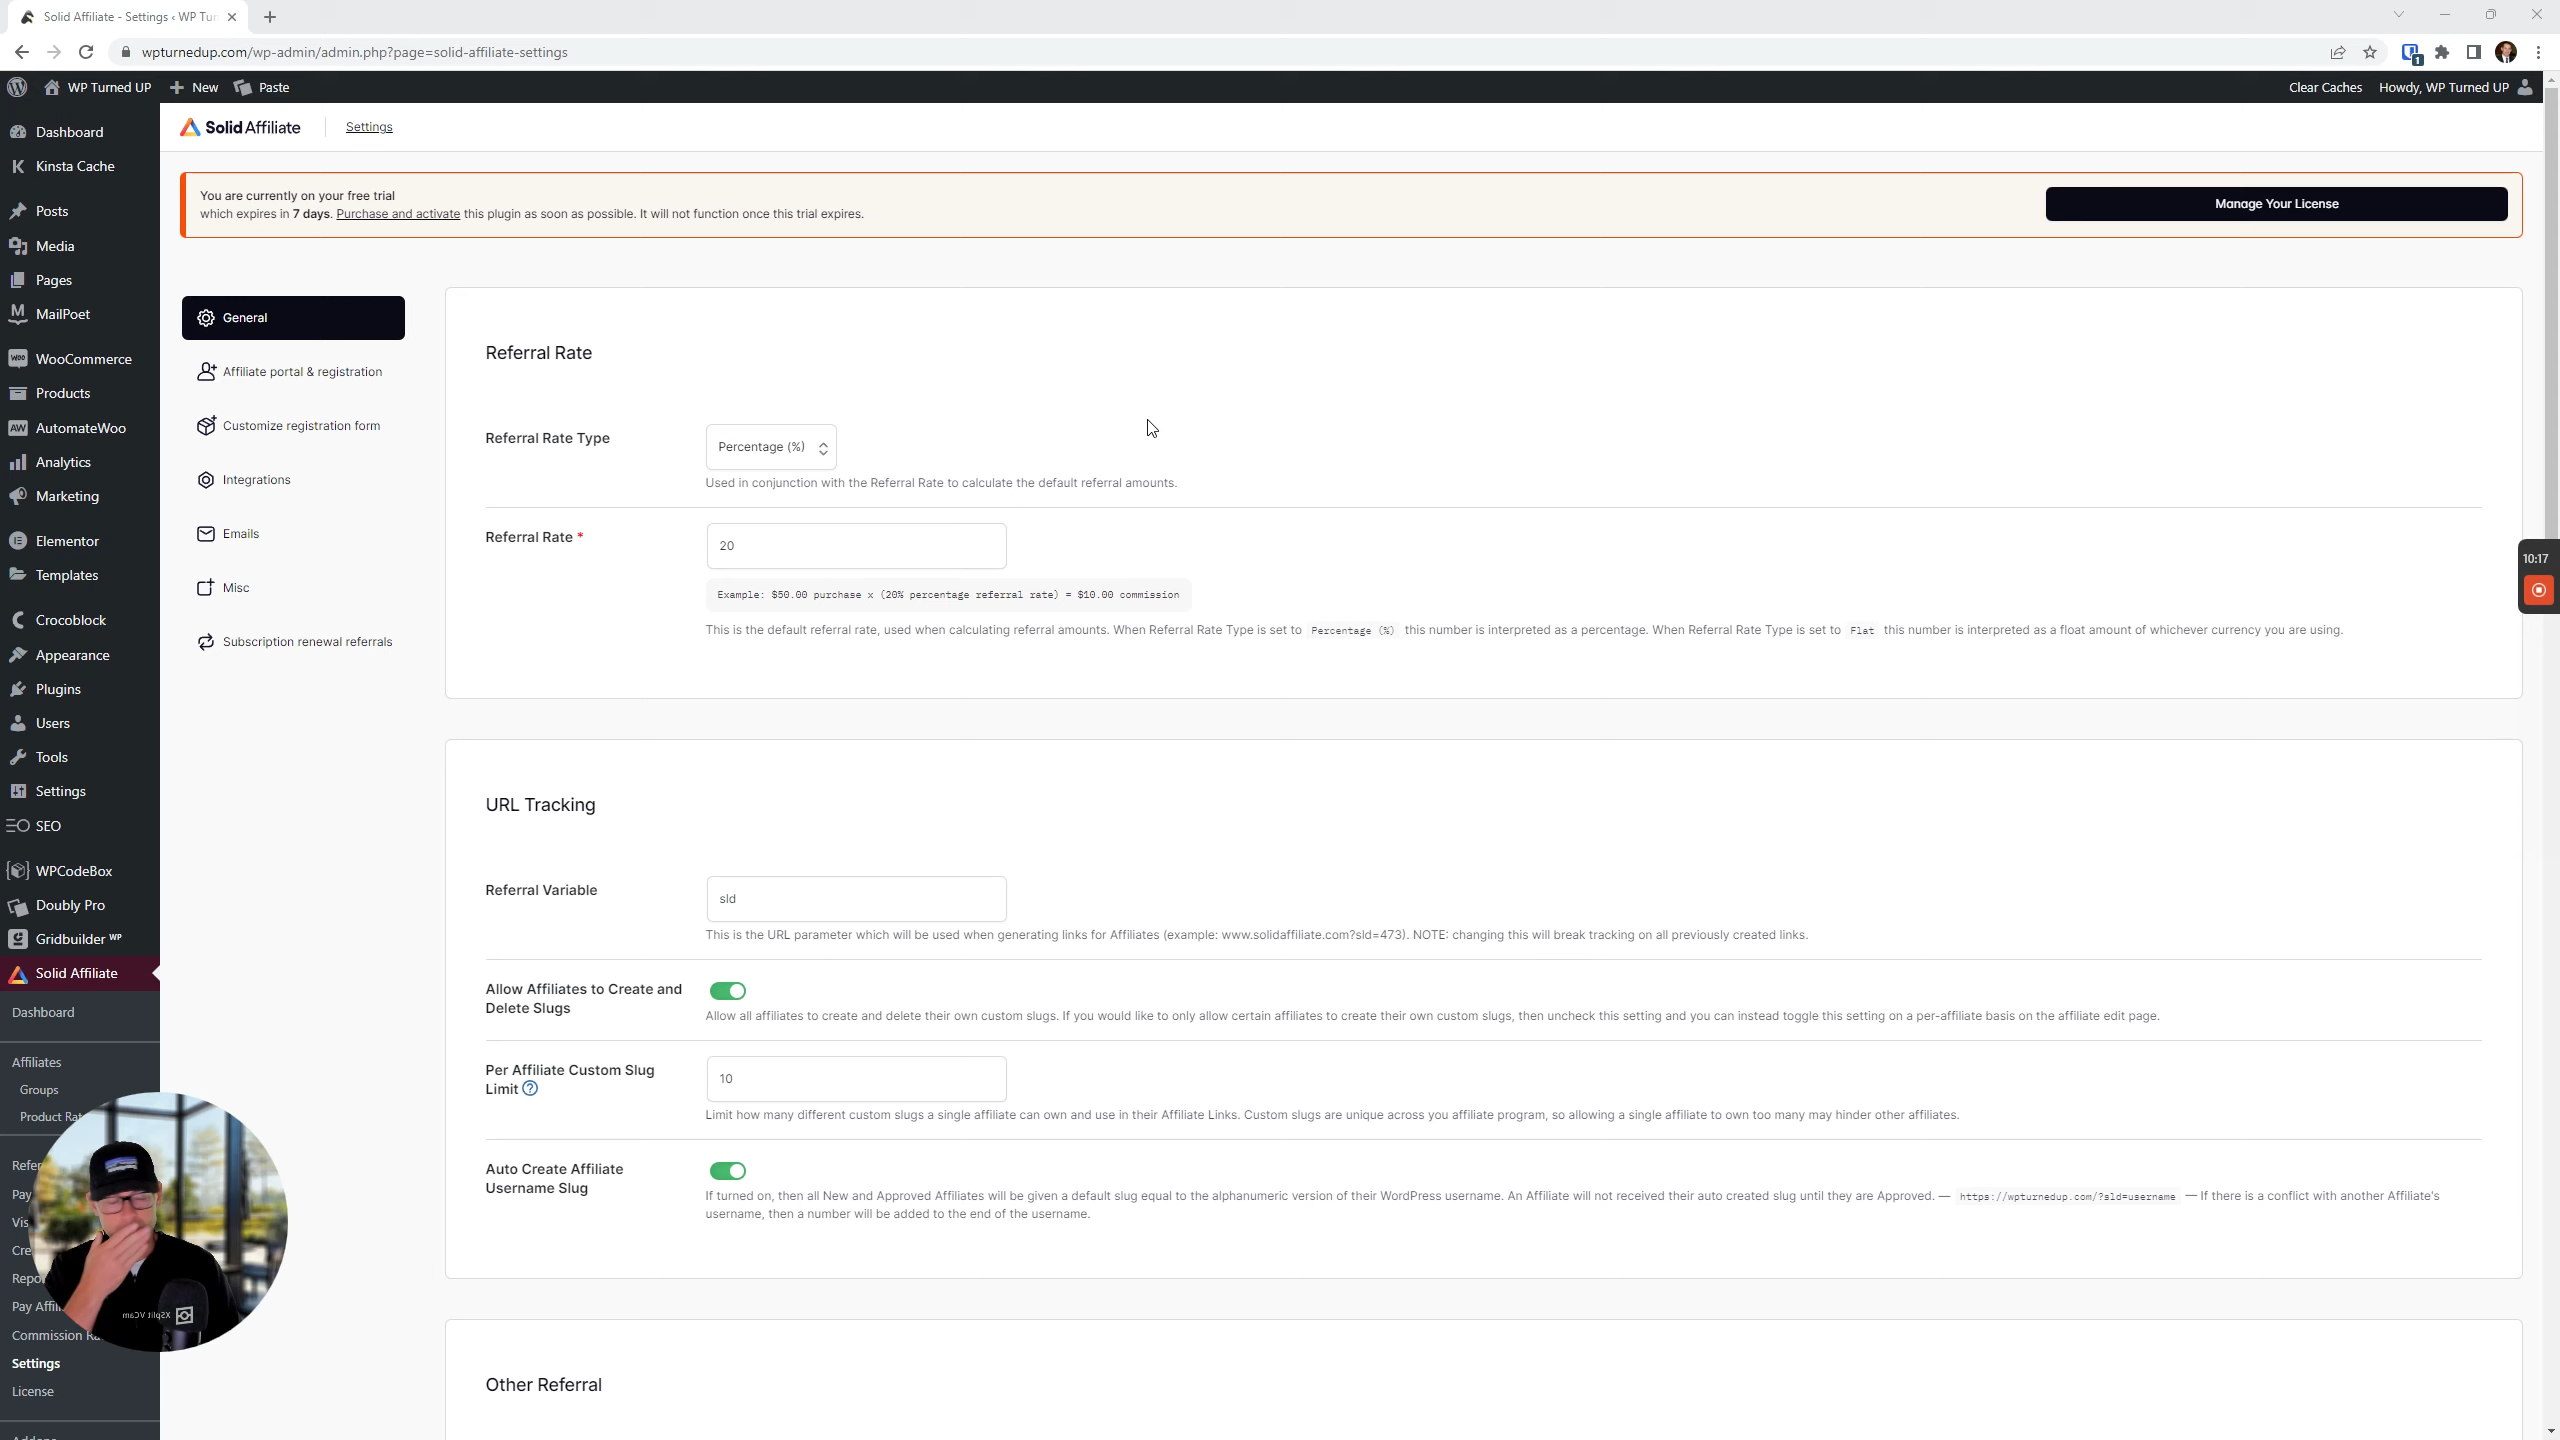 Solid Affiliate - Settings ‹ WP Tur
wpturnedup.com/wp-admin/admin.php?page=solid-affiliate-settings
1
WP Turned UP
New
Paste
Clear Caches
Howdy, WP Turned UP
Dashboard
Kinsta Cache
Posts
Media
Pages
MailPoet
WooCommerce
Products
AutomateWoo
Analytics
Marketing
Elementor
Templates
Crocoblock
Appearance
Plugins
Users
Tools
Settings
SEO
WPCodeBox
Doubly Pro
Gridbuilder WP
Solid Affiliate
Dashboard
Affiliates
Groups
Product Rat
Refer
Pay
Vis
Cre
Repo
Pay Affil
Commission Ra
Settings
License
Solid Affiliate
Settings
You are currently on your free trial
which expires in 7 days. Purchase and activate this plugin as soon as possible. It will not function once this trial expires.
Manage Your License
General
Affiliate portal & registration
Customize registration form
Integrations
Emails
Misc
Subscription renewal referrals
Referral Rate
Referral Rate Type
Percentage (%)
Used in conjunction with the Referral Rate to calculate the default referral amounts.
Referral Rate *
20
Example: $50.00 purchase x (20% percentage referral rate) = $10.00 commission
This is the default referral rate, used when calculating referral amounts. When Referral Rate Type is set to Percentage (%) this number is interpreted as a percentage. When Referral Rate Type is set to Flat this number is interpreted as a float amount of whichever currency you are using.
10:17
URL Tracking
Referral Variable
sld
This is the URL parameter which will be used when generating links for Affiliates (example: www.solidaffiliate.com?sld=473). NOTE: changing this will break tracking on all previously created links.
Allow Affiliates to Create and
Delete Slugs
Allow all affiliates to create and delete their own custom slugs. If you would like to only allow certain affiliates to create their own custom slugs, then uncheck this setting and you can instead toggle this setting on a per-affiliate basis on the affiliate edit page.
Per Affiliate Custom Slug
Limit
10
Limit how many different custom slugs a single affiliate can own and use in their Affiliate Links. Custom slugs are unique across you affiliate program, so allowing a single affiliate to own too many may hinder other affiliates.
Auto Create Affiliate
Username Slug
If turned on, then all New and Approved Affiliates will be given a default slug equal to the alphanumeric version of their WordPress username. An Affiliate will not received their auto created slug until they are Approved. — https://wpturnedup.com/?sld=username — If there is a conflict with another Affiliate's
username, then a number will be added to the end of the username.
Other Referral
XSplit VCam